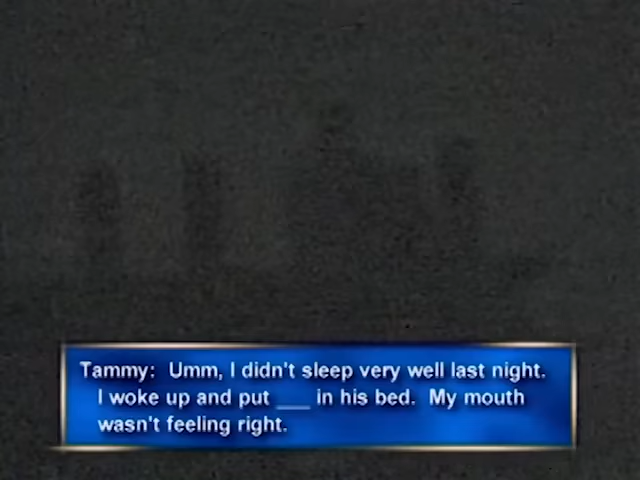 Tammy: Umm, I didn't sleep very well last night.
I woke up and put ___ in his bed. My mouth
wasn't feeling right.